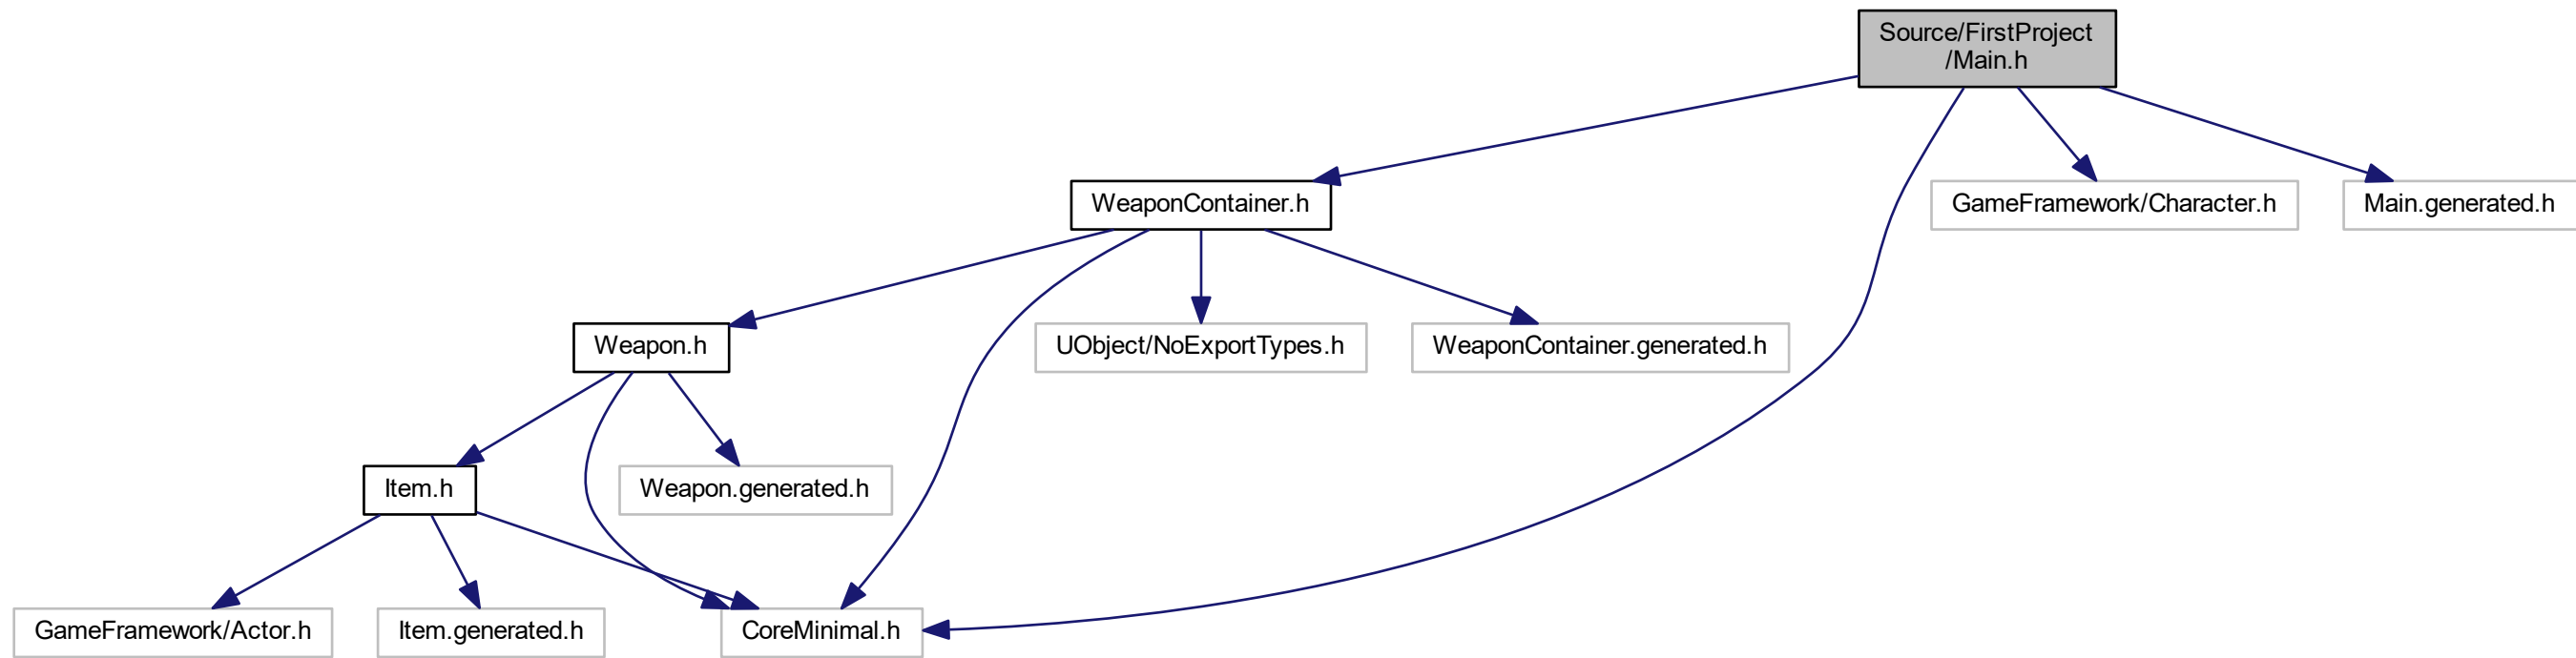 Source/FirstProject
/Main.h
WeaponContainer.h
GameFramework/Character.h
Main.generated.h
Weapon.h
UObject/NoExportTypes.h
WeaponContainer.generated.h
Item.h
Weapon.generated.h
GameFramework/Actor.h
Item.generated.h
CoreMinimal.h